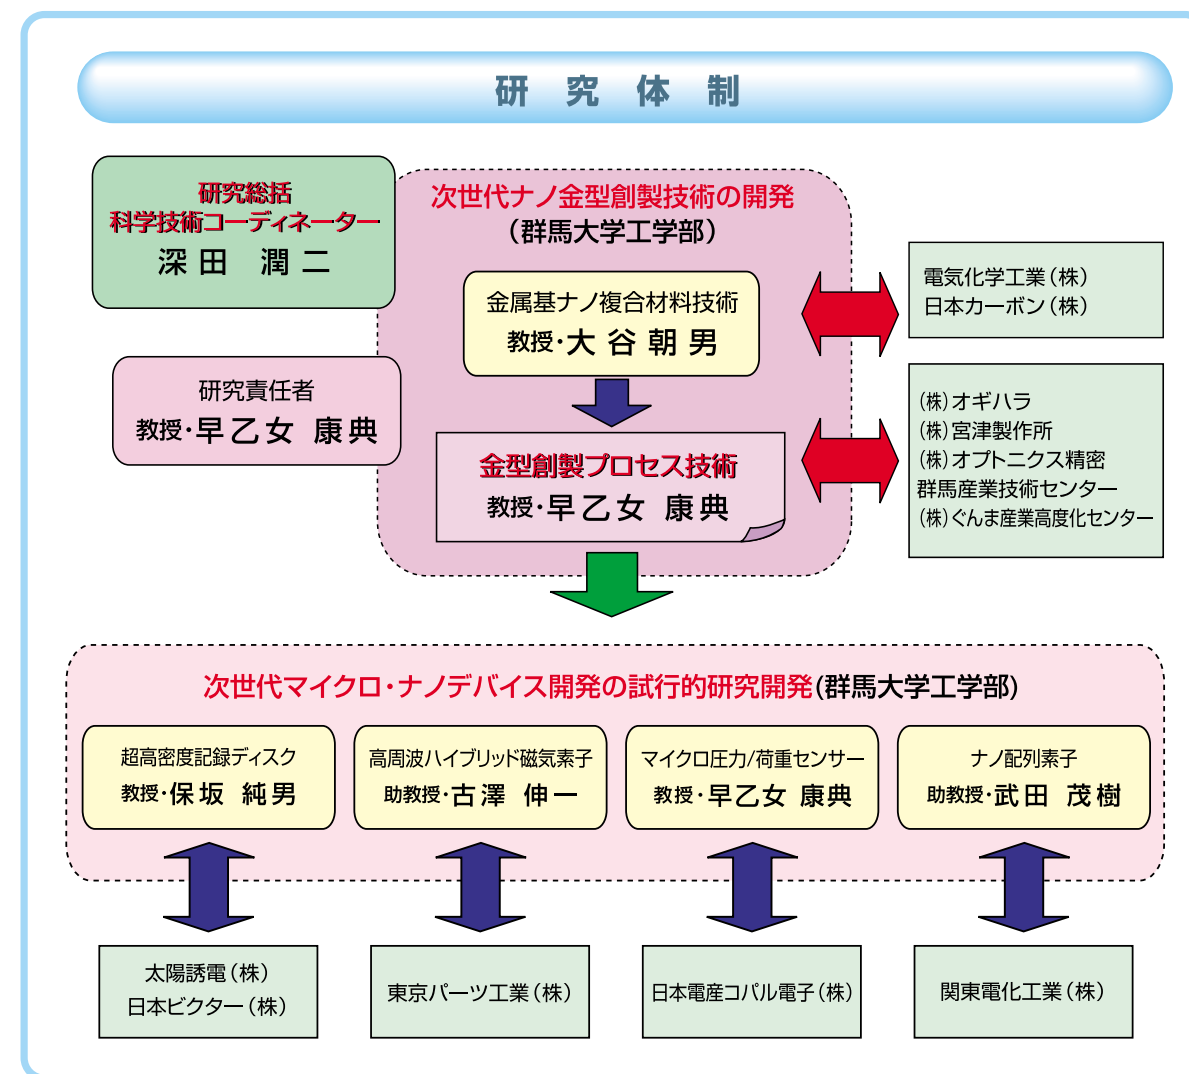 研究体制
研究総括
科学技術コーディネーター
深田 潤二
次世代ナノ金型創製技術の開発
(群馬大学工学部)
金属基ナノ複合材料技術
教授・大谷朝男
電気化学工業(株)
日本カーボン(株)
研究責任者
教授・早乙女 康典
金型創製プロセス技術
教授・早乙女 康典
(株)オギハラ
(株)宮津製作所
(株)オプトニクス精密
群馬産業技術センター
(株)ぐんま産業高度化センター
次世代マイクロ・ナノデバイス開発の試行的研究開発(群馬大学工学部)
超高密度記録ディスク
教授・保坂 純男
高周波ハイブリッド磁気素子
助教授・古澤 伸一
マイクロ圧力/荷重センサー
教授・早乙女 康典
ナノ配列素子
助教授・武田 茂樹
太陽誘電(株)
日本ビクター(株)
東京パーツ工業(株)
日本電産コパル電子(株)
関東電化工業(株)